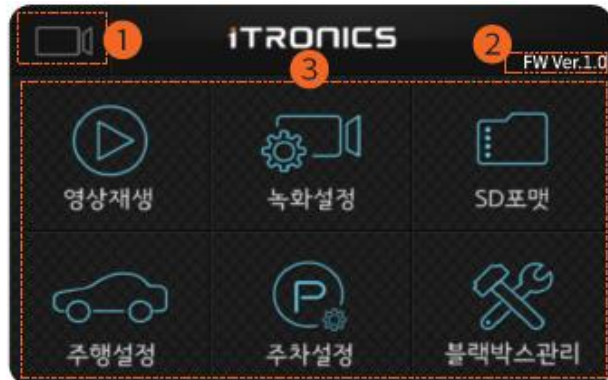 1
iTRONICS
2
FW Ver.1.0
3
영상재생
녹화설정
SD포맷
P
주행설정
주차설정
블랙박스관리